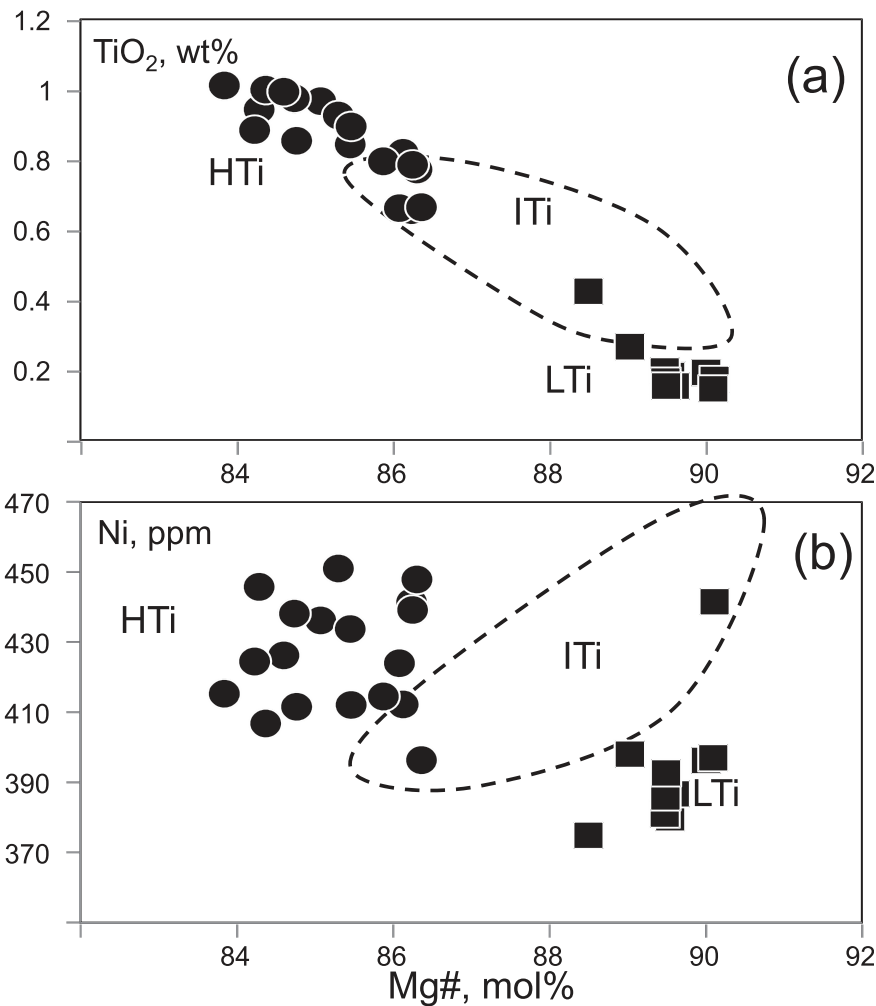 1.2
TiO2, wt%
(a)
1
0.8
HTi
ITi
0.6
0.4
LTi
0.2
84 86 88 90 92
470
Ni, ppm
(b)
450
HTi
430
ITi
410
390
LTi
370
84 86 88 90 92
Mg#, mol%